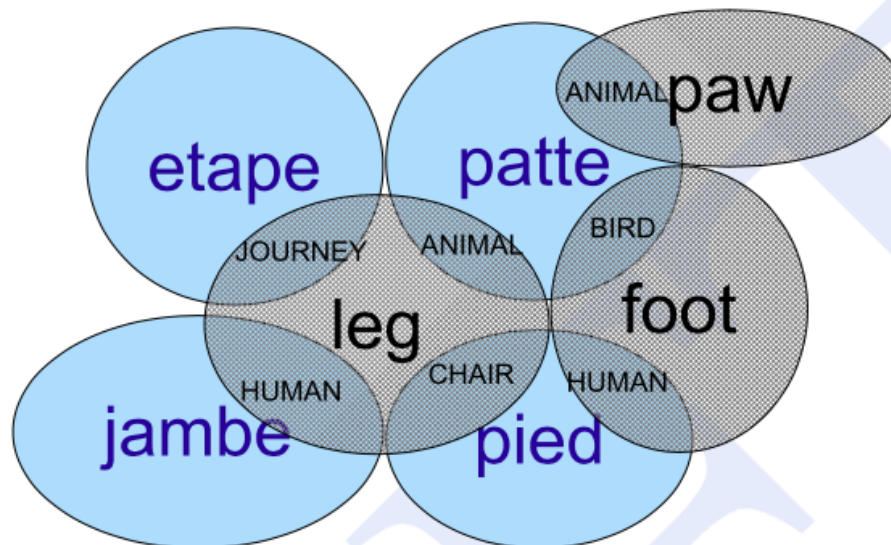 ANIMAL paw
etape
patte
BIRD
JOURNEY
ANIMAL
leg
foot
HUMAN
CHAIR
HUMAN
jambe
pied